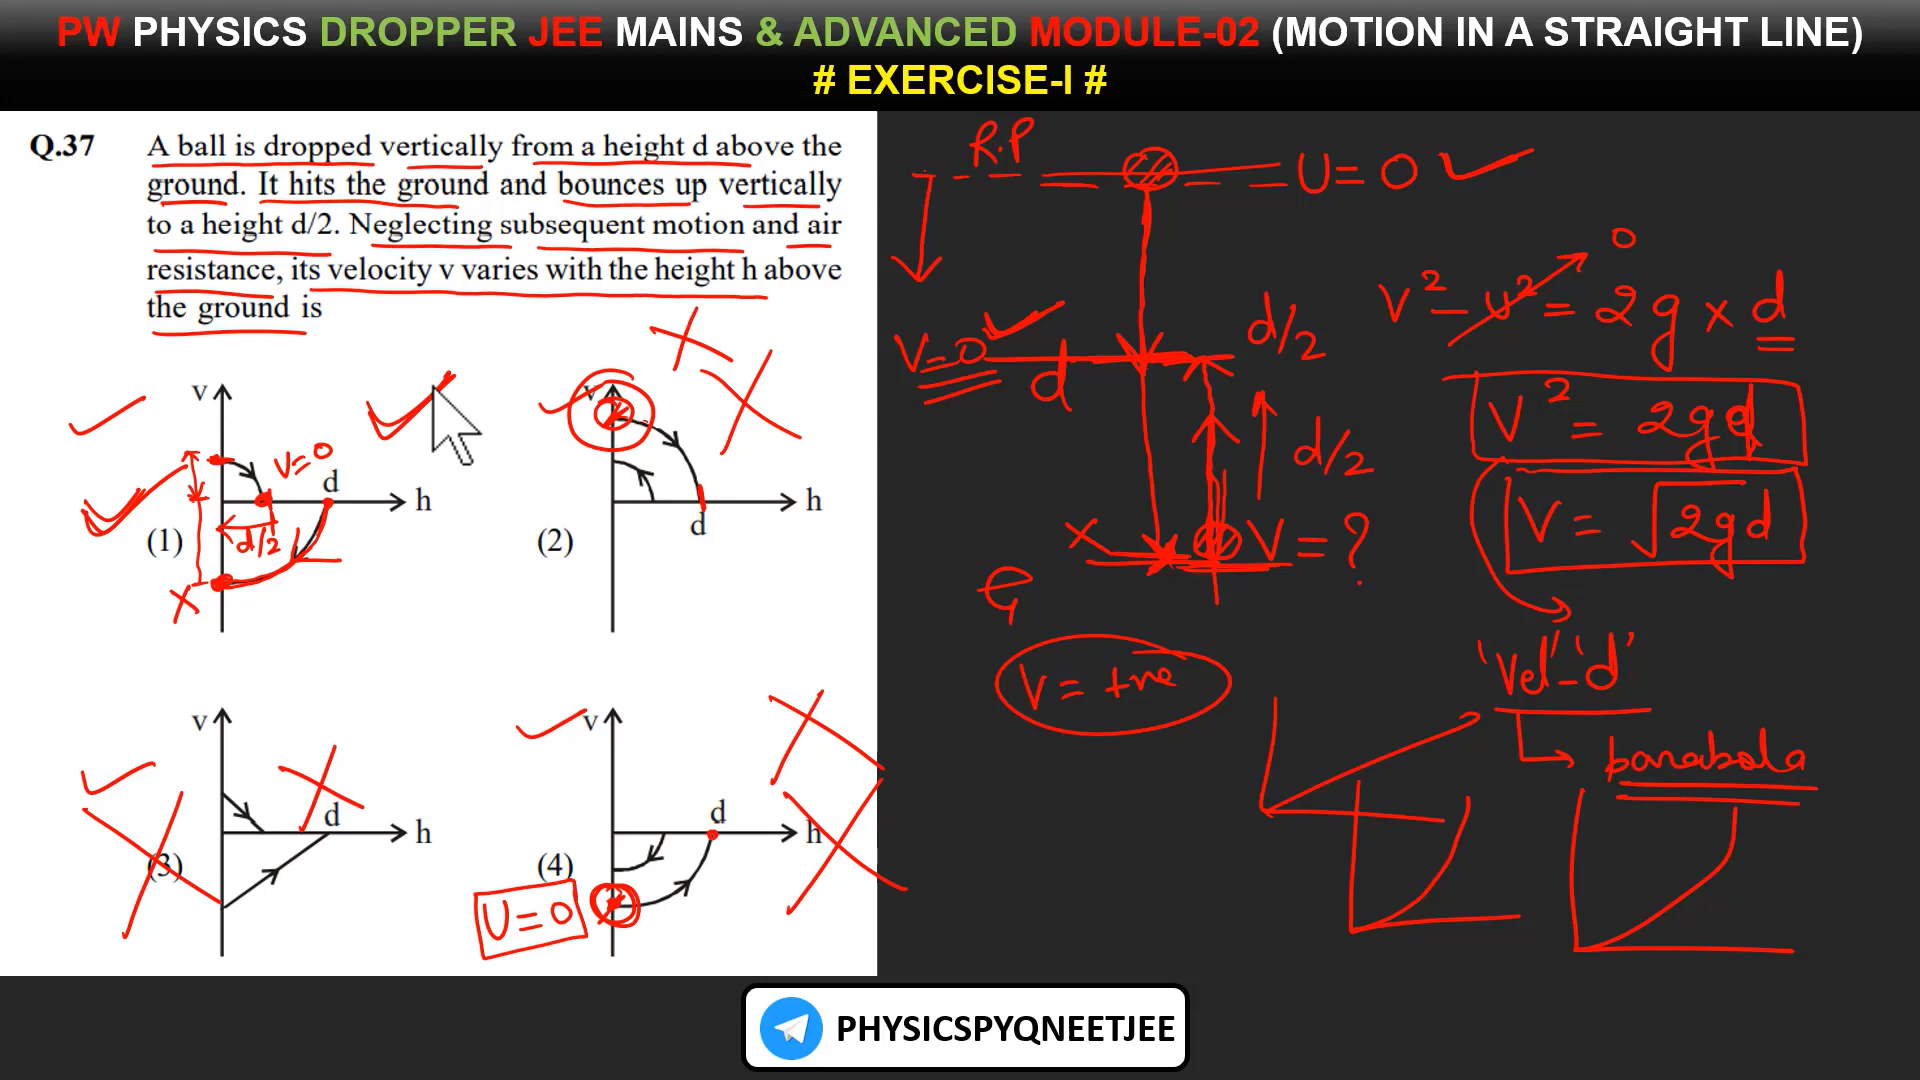 PW PHYSICS DROPPER JEE MAINS & ADVANCED MODULE-02 (MOTION IN A STRAIGHT LINE)
# EXERCISE-I #
Q.37 A ball is dropped vertically from a height d above the
ground. It hits the ground and bounces up vertically
to a height d/2. Neglecting subsequent motion and air
resistance, its velocity v varies with the height h above
the ground is
v
V=0
d
h
d/2
(1)
v
h
d
(2)
v
d
h
(3)
v
d
h
(4)
U=0
R.P
U=0
V=0
d
d/2
d/2
V=?
V=+ve
V²-u²=2g×d
0
V²=2gd
V=√2gd
'Vel'-'d'
parabola
PHYSICSPYQNEETJEE